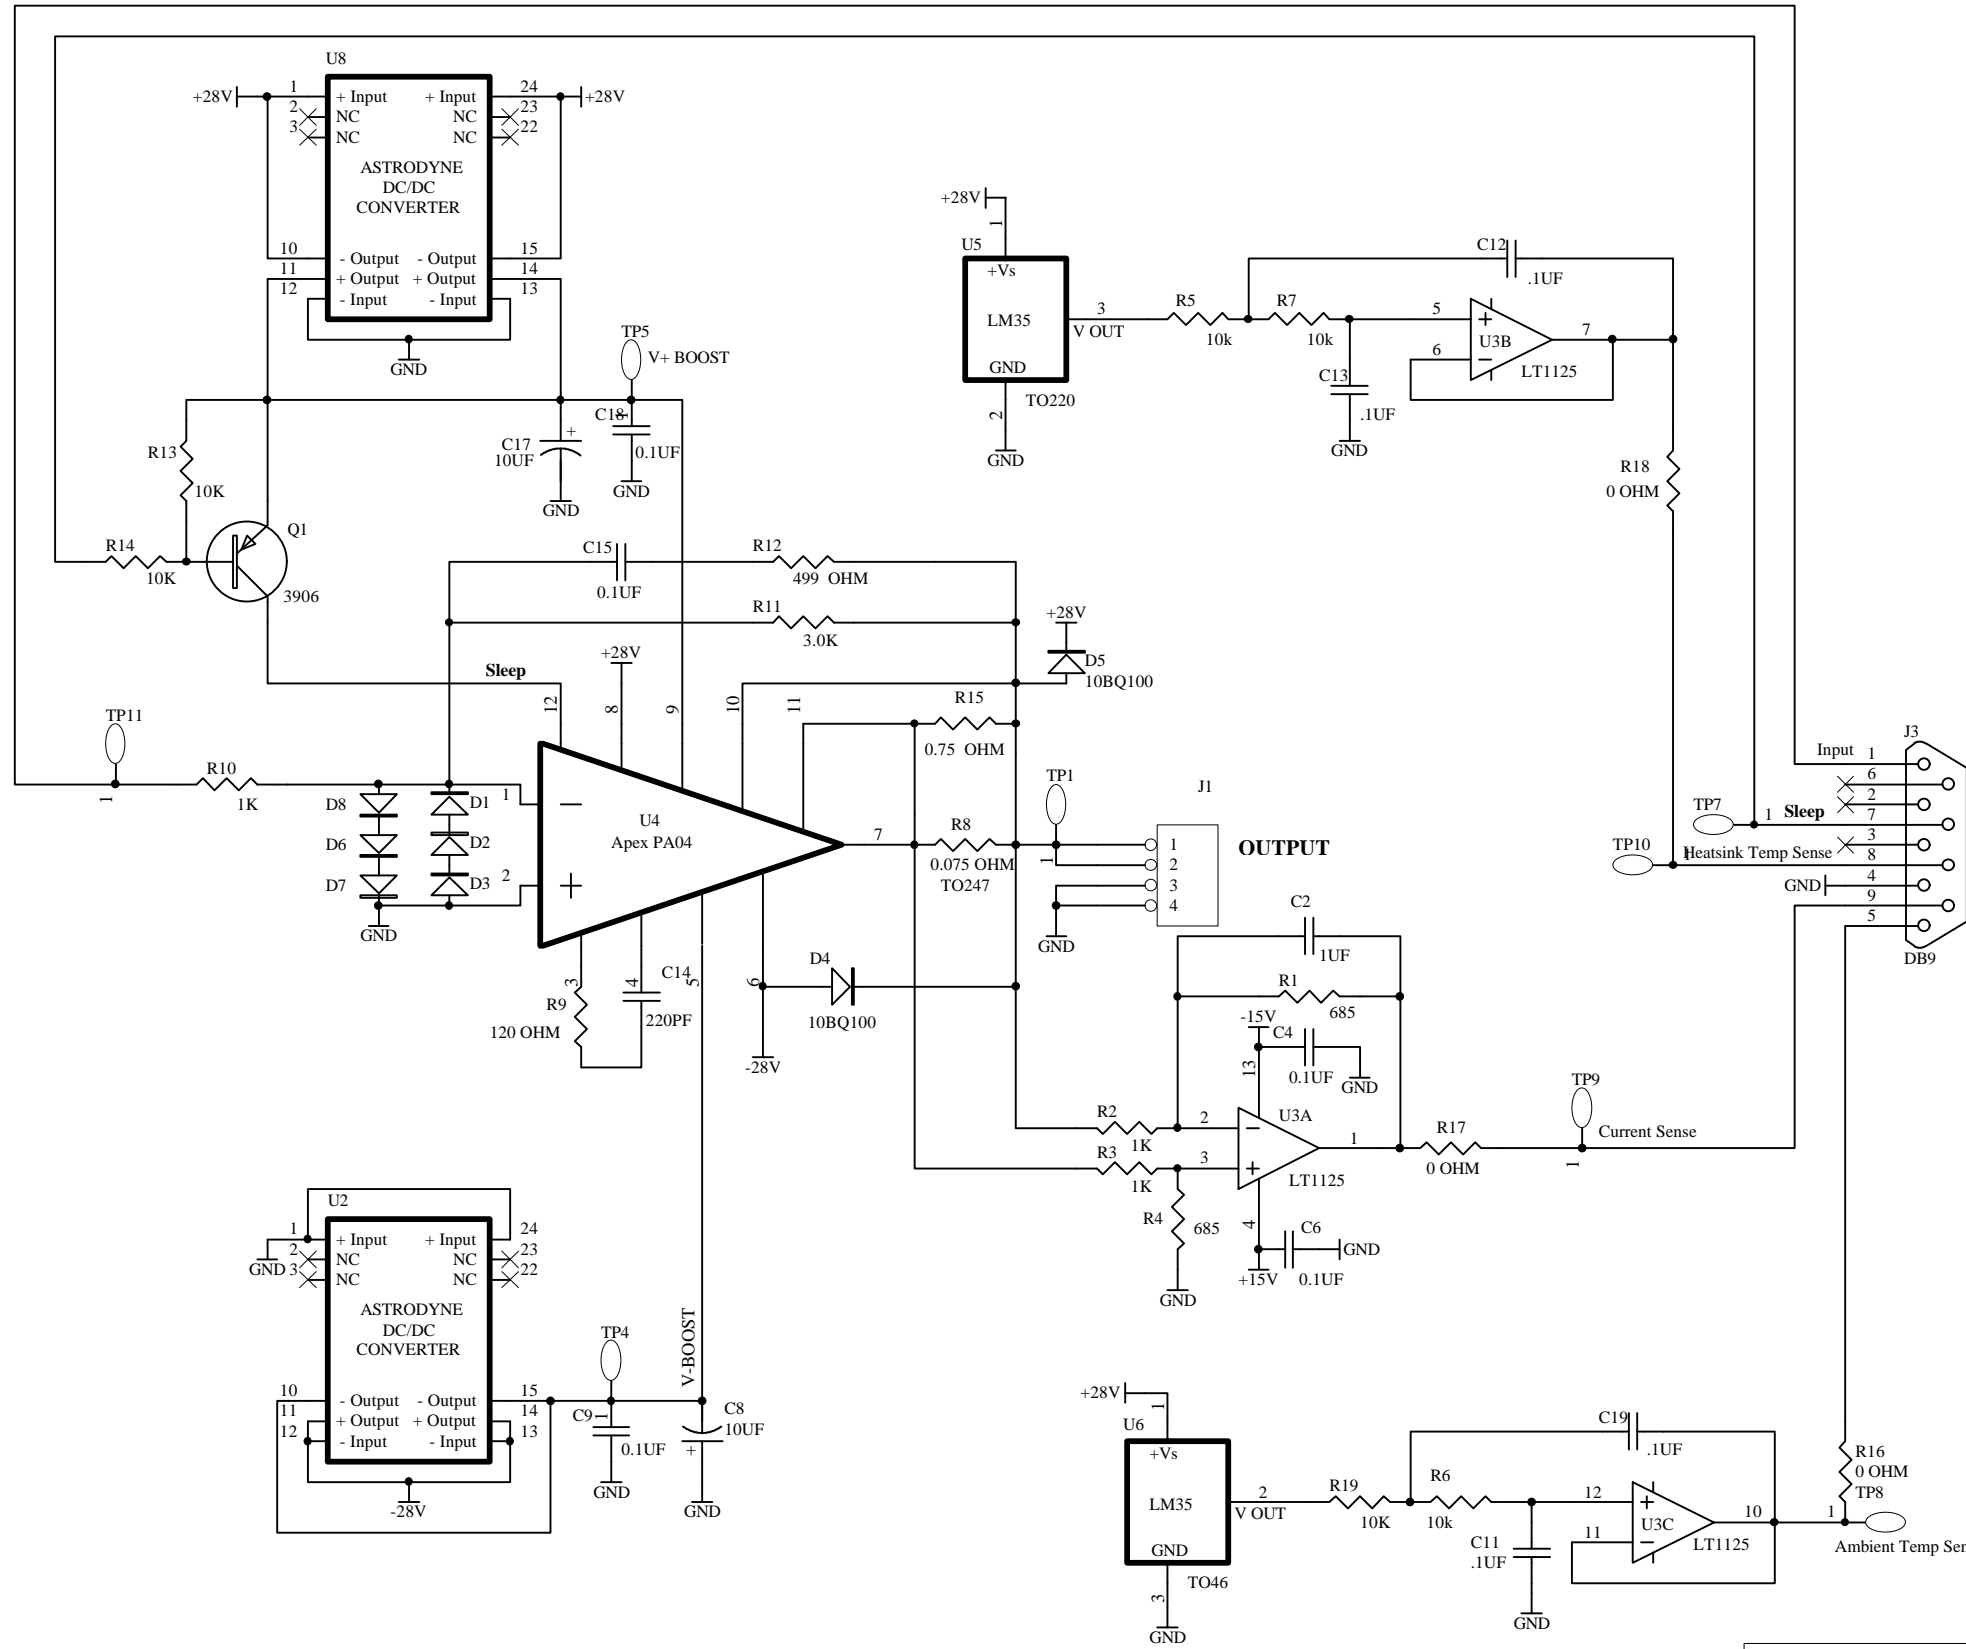 U8
+28V
1
+ Input
+ Input
24
+28V
2
NC
NC
23
3
NC
NC
22
ASTRODYNE
DC/DC
CONVERTER
10
- Output
- Output
15
11
+ Output
+ Output
14
12
- Input
- Input
13
GND
TP5
V+ BOOST
1
R13
10K
C17
+
10UF
GND
C18
0.1UF
GND
R14
10K
Q1
3906
C15
0.1UF
R12
499 OHM
R11
3.0K
+28V
D5
10BQ100
Sleep
+28V
12
8
9
10
11
R15
0.75 OHM
TP11
1
R10
1K
D8
D6
D7
D1
D2
D3
GND
1
2
U4
Apex PA04
7
R8
0.075 OHM
TO247
TP1
1
J1
1
2
3
4
OUTPUT
GND
3
4
5
6
R9
120 OHM
C14
220PF
D4
10BQ100
-28V
+28V
1
U5
+Vs
LM35
GND
TO220
2
GND
3
V OUT
R5
10k
R7
10k
C12
.1UF
C13
.1UF
GND
5
6
7
U3B
LT1125
R18
0 OHM
J3
Input
1
6
2
TP7
1
Sleep
7
3
TP10
1
Heatsink Temp Sense
8
GND
4
9
5
DB9
C2
1UF
R1
685
-15V
C4
0.1UF
GND
13
R2
1K
2
U3A
R3
1K
3
1
LT1125
R4
685
GND
4
C6
0.1UF
GND
+15V
R17
0 OHM
TP9
1
Current Sense
U2
1
+ Input
+ Input
24
GND
2
NC
NC
23
3
NC
NC
22
ASTRODYNE
DC/DC
CONVERTER
10
- Output
- Output
15
11
+ Output
+ Output
14
12
- Input
- Input
13
-28V
TP4
1
C9
0.1UF
GND
V-BOOST
C8
10UF
+
GND
+28V
1
U6
+Vs
LM35
GND
TO46
3
GND
2
V OUT
R19
10K
R6
10k
C19
.1UF
C11
.1UF
GND
12
11
10
U3C
LT1125
R16
0 OHM
TP8
1
Ambient Temp Sen